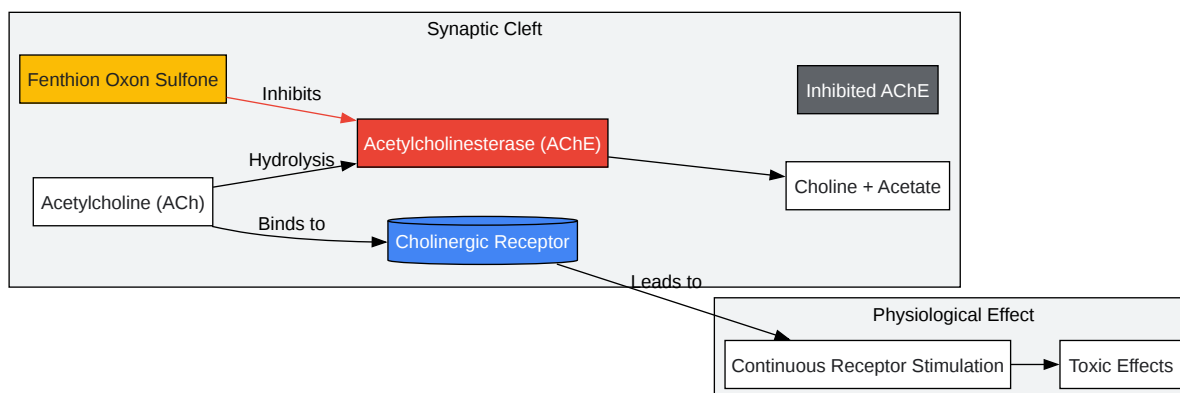 Synaptic Cleft
Fenthion Oxon Sulfone
Inhibits
Inhibited AChE
Acetylcholinesterase (AChE)
Hydrolysis
Choline + Acetate
Acetylcholine (ACh)
Binds to
Cholinergic Receptor
Leads to
Physiological Effect
Continuous Receptor Stimulation
Toxic Effects